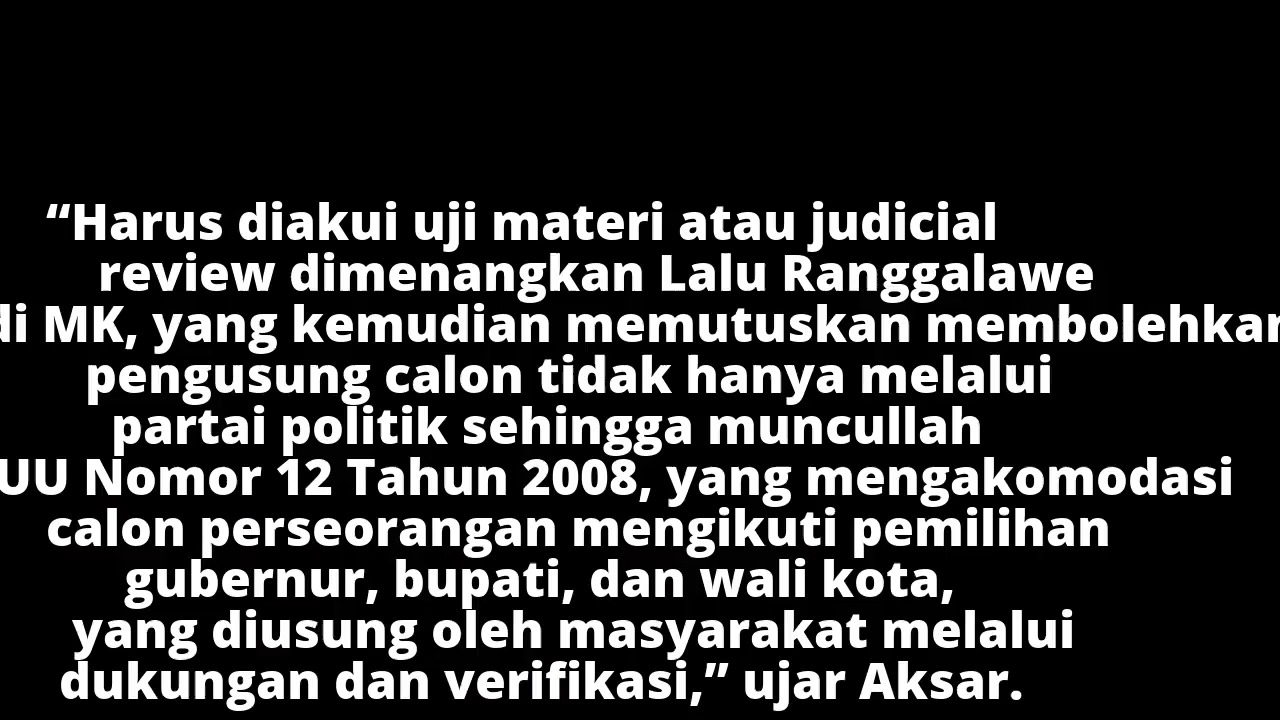 “Harus diakui uji materi atau judicial
review dimenangkan Lalu Ranggalawe
di MK, yang kemudian memutuskan membolehkan
pengusung calon tidak hanya melalui
partai politik sehingga muncullah
UU Nomor 12 Tahun 2008, yang mengakomodasi
calon perseorangan mengikuti pemilihan
gubernur, bupati, dan wali kota,
yang diusung oleh masyarakat melalui
dukungan dan verifikasi,” ujar Aksar.